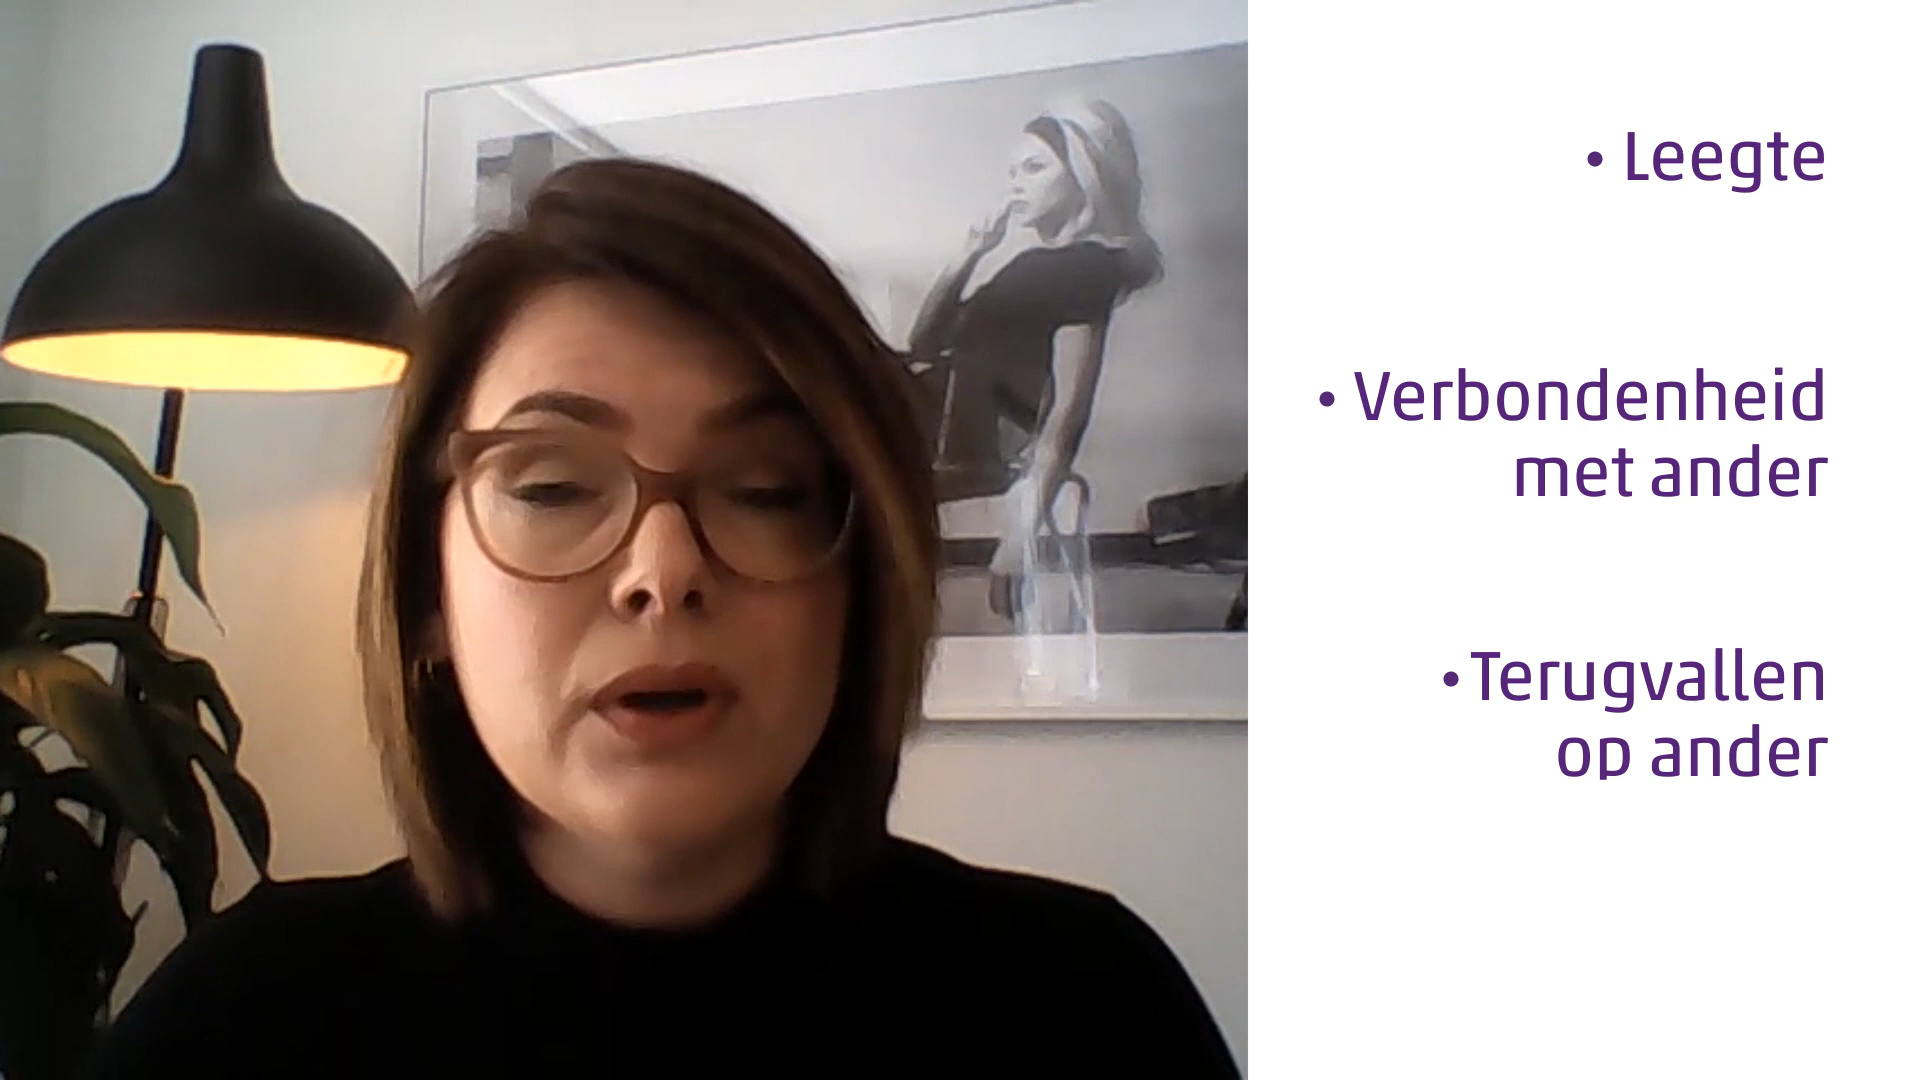 • Leegte
• Verbondenheid
met ander
• Terugvallen
op ander